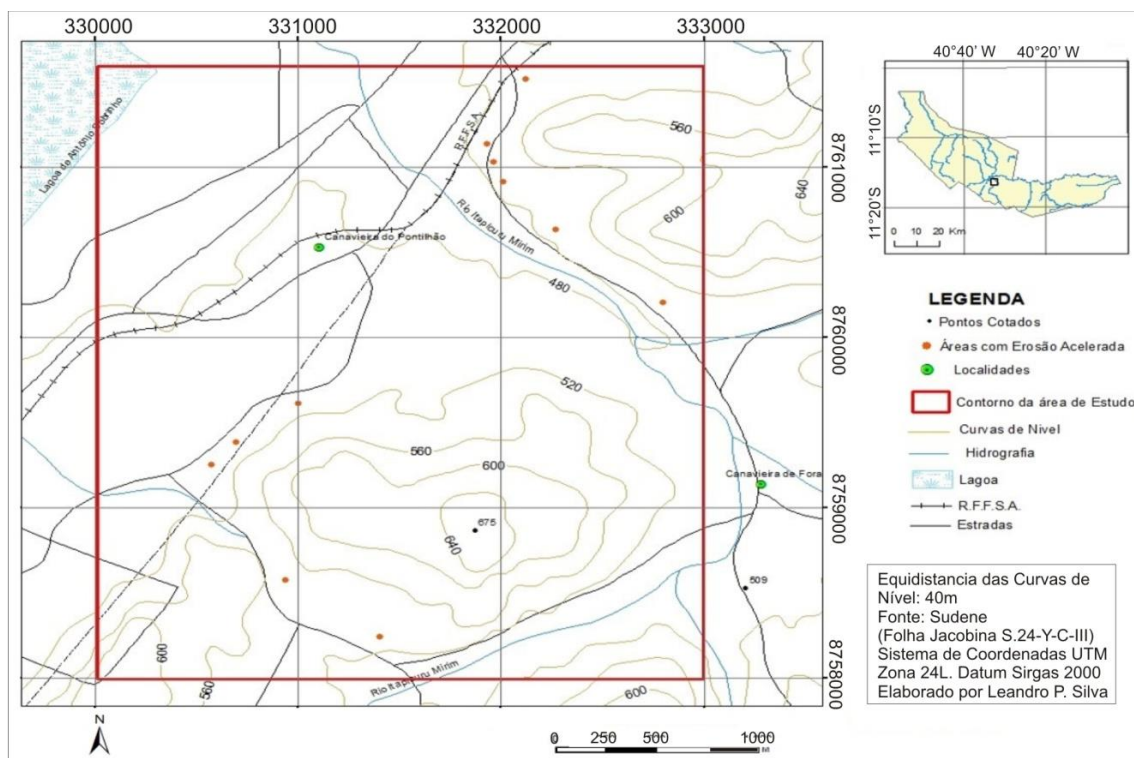 330000
331000
332000
333000
Lagoa de Antônio Sobrinho
R.F.F.S.A.
560
640
600
8761000
Rio Itapicuru Mirim
Canavieira do Pontilhão
480
8760000
520
560
600
Canavieira de Fora
675
640
8759000
509
600
560
Rio Itapicuru Mirim
600
8758000
N
0 250 500 1000
M
40°40' W 40°20' W
11°10'S
11°20'S
0 10 20 Km
LEGENDA
Pontos Cotados
Áreas com Erosão Acelerada
Localidades
Contorno da área de Estudo
Curvas de Nivel
Hidrografia
Lagoa
R.F.F.S.A.
Estradas
Equidistancia das Curvas de
Nível: 40m
Fonte: Sudene
(Folha Jacobina S.24-Y-C-III)
Sistema de Coordenadas UTM
Zona 24L. Datum Sirgas 2000
Elaborado por Leandro P. Silva